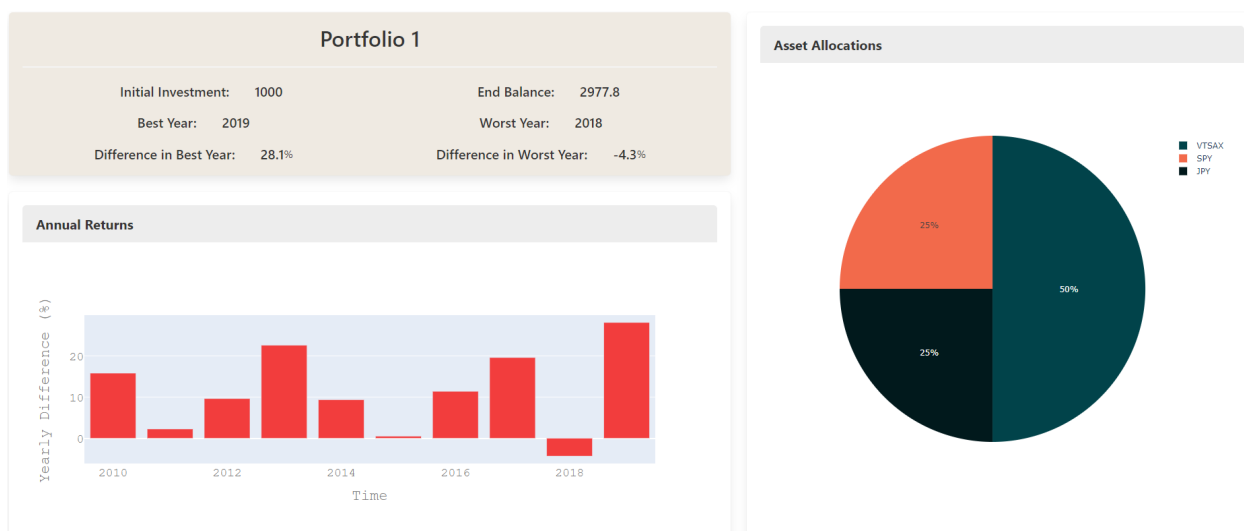 Portfolio 1
Initial Investment: 1000 End Balance: 2977.8
Best Year: 2019 Worst Year: 2018
Difference in Best Year: 28.1% Difference in Worst Year: -4.3%
Annual Returns
Yearly Difference (%)
20
10
0
2010 2012 2014 2016 2018
Time
Asset Allocations
VTSAX
SPY
JPY
25%
50%
25%